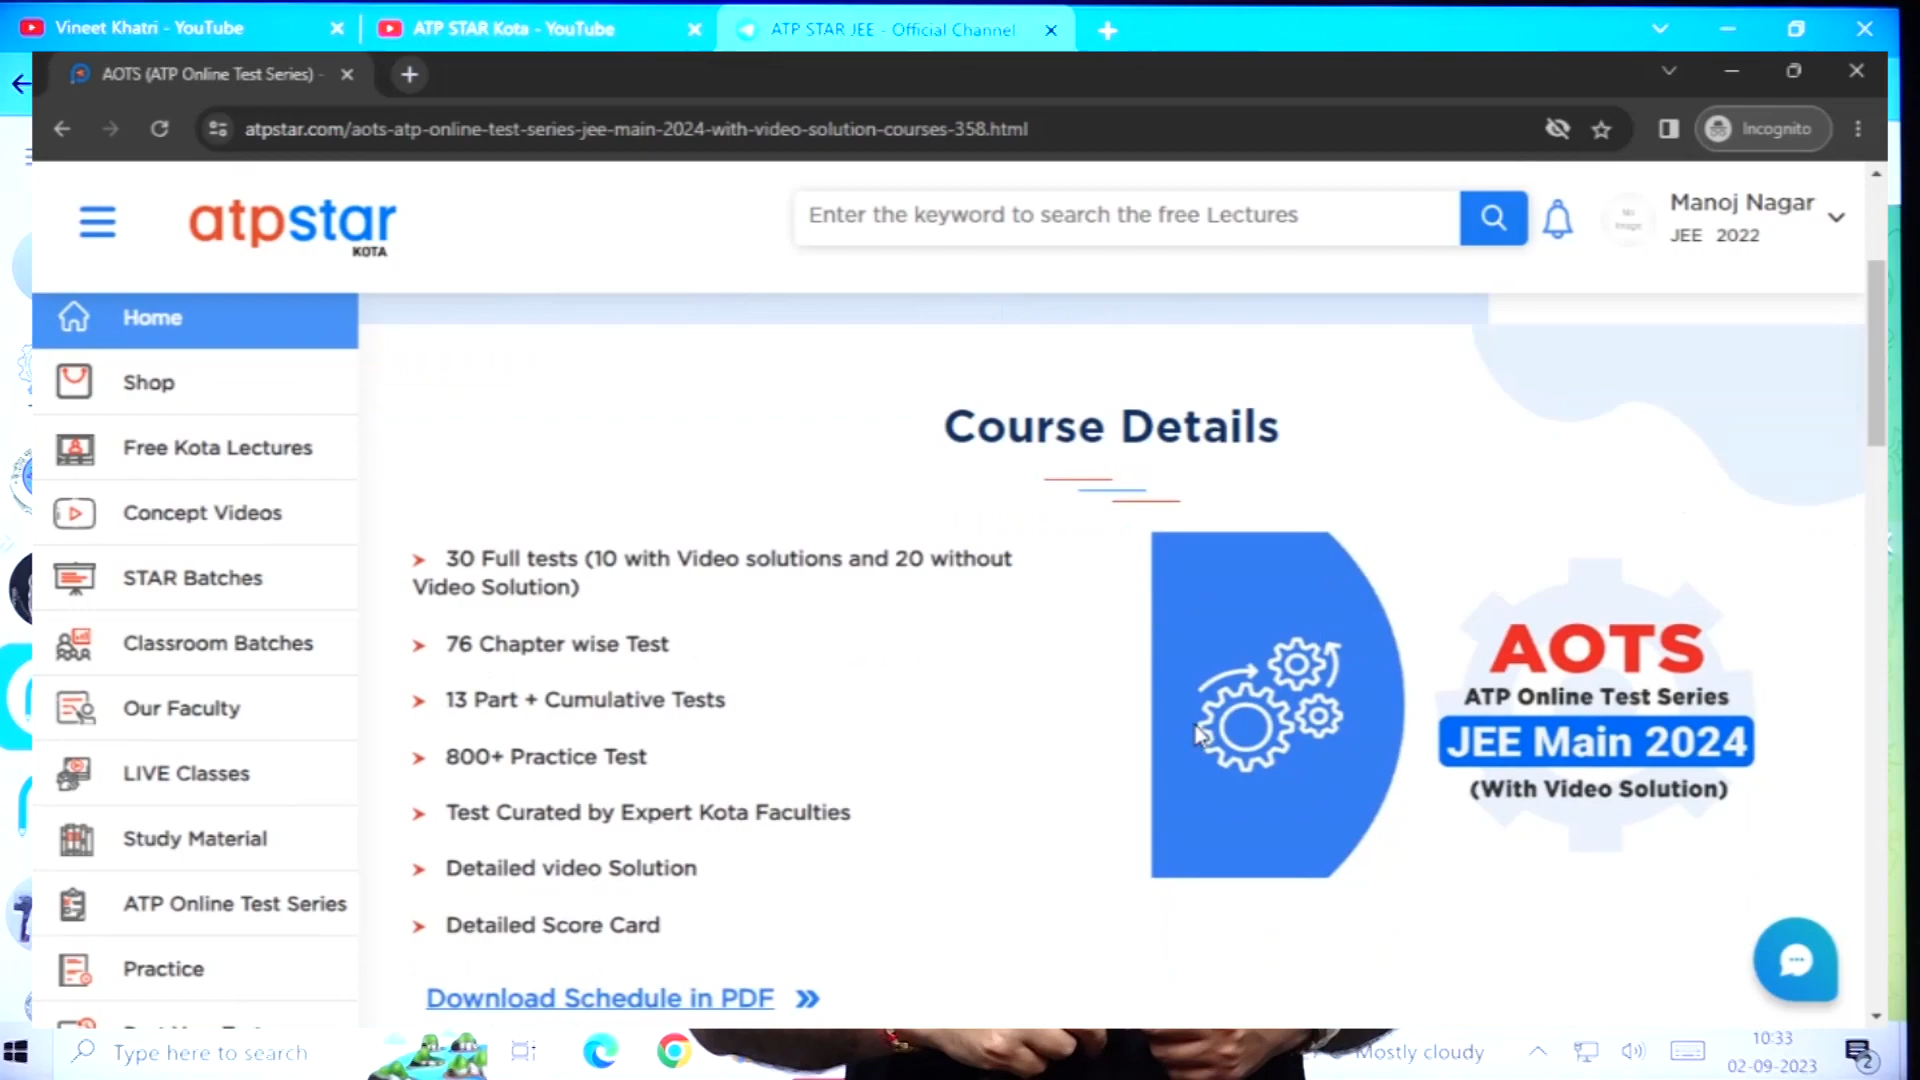 Vineet Khatri - YouTube
ATP STAR Kota - YouTube
ATP STAR JEE - Official Channel
AOTS (ATP Online Test Series) -
atpstar.com/aots-atp-online-test-series-jee-main-2024-with-video-solution-courses-358.html
Incognito
atpstar
KOTA
Enter the keyword to search the free Lectures
No Image
Manoj Nagar
JEE 2022
Home
Shop
Free Kota Lectures
Concept Videos
STAR Batches
Classroom Batches
Our Faculty
LIVE Classes
Study Material
ATP Online Test Series
Practice
Course Details
30 Full tests (10 with Video solutions and 20 without
Video Solution)
76 Chapter wise Test
13 Part + Cumulative Tests
800+ Practice Test
Test Curated by Expert Kota Faculties
Detailed video Solution
Detailed Score Card
Download Schedule in PDF
AOTS
ATP Online Test Series
JEE Main 2024
(With Video Solution)
Type here to search
Mostly cloudy
10:33
02-09-2023
2